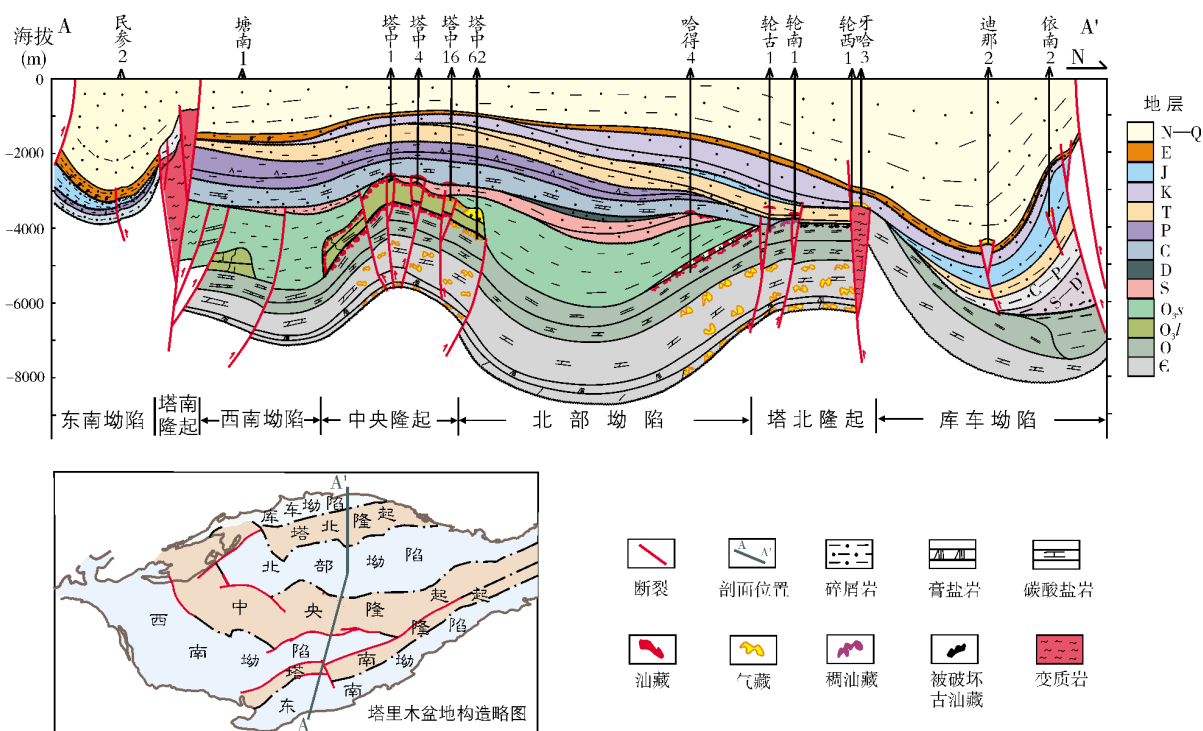 海拔
(m)
A
民参
2
塘南
1
塔中
1
塔中
4
塔中
16
塔中
62
哈得
4
轮古
1
轮南
1
轮西
1
牙哈
3
迪那
2
依南
2
A'
N
0
-2000
-4000
-6000
-8000
C
P
S
D
地层
N—Q
E
J
K
T
P
C
D
S
O₃s
O₃l
O
Є
东南坳陷
塔南
隆起
西南坳陷
中央隆起
北部坳陷
塔北隆起
库车坳陷
A'
库车坳陷
塔北隆起
北部坳陷
中央隆起
西南坳陷
塔南隆起
东南坳陷
A
塔里木盆地构造略图
断裂
A
A'
剖面位置
碎屑岩
膏盐岩
碳酸盐岩
油藏
气藏
稠油藏
被破坏
古油藏
变质岩